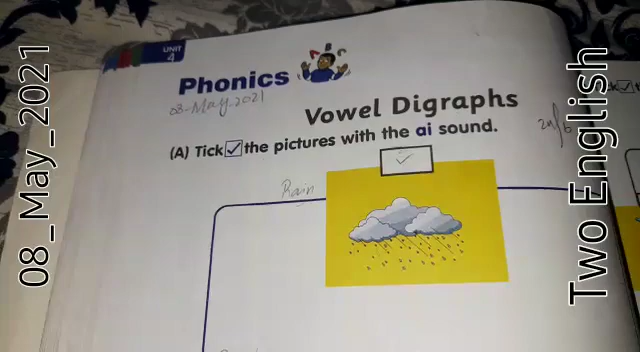 UNIT
4
A B C
Phonics
08-May-2021
Vowel Digraphs
(A) Tick ☑ the pictures with the ai sound.
Rain
08_May_2021
Two English